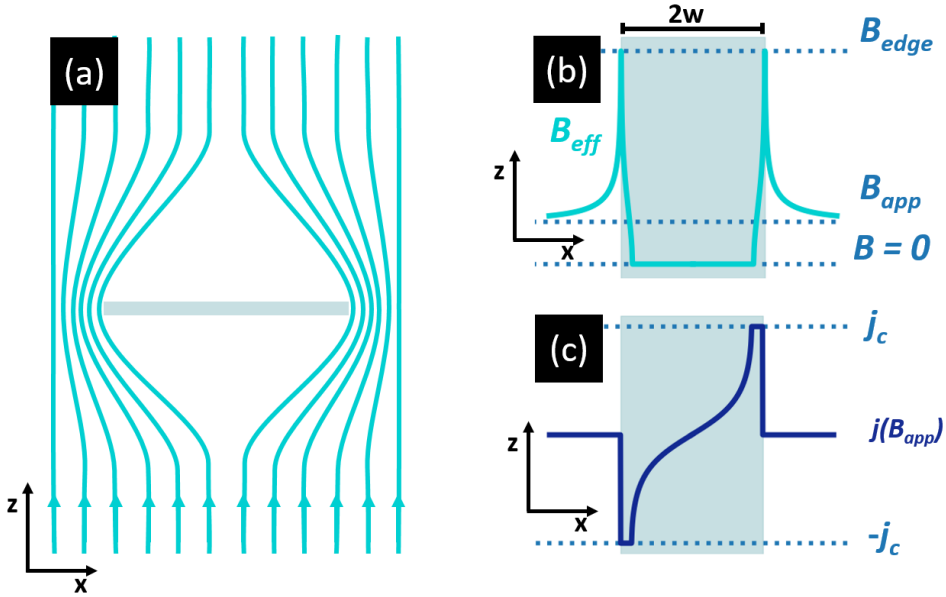 (a)
z
x
2w
(b)
B_edge
B_eff
z
x
B_app
B = 0
(c)
j_c
z
x
j(B_app)
-j_c